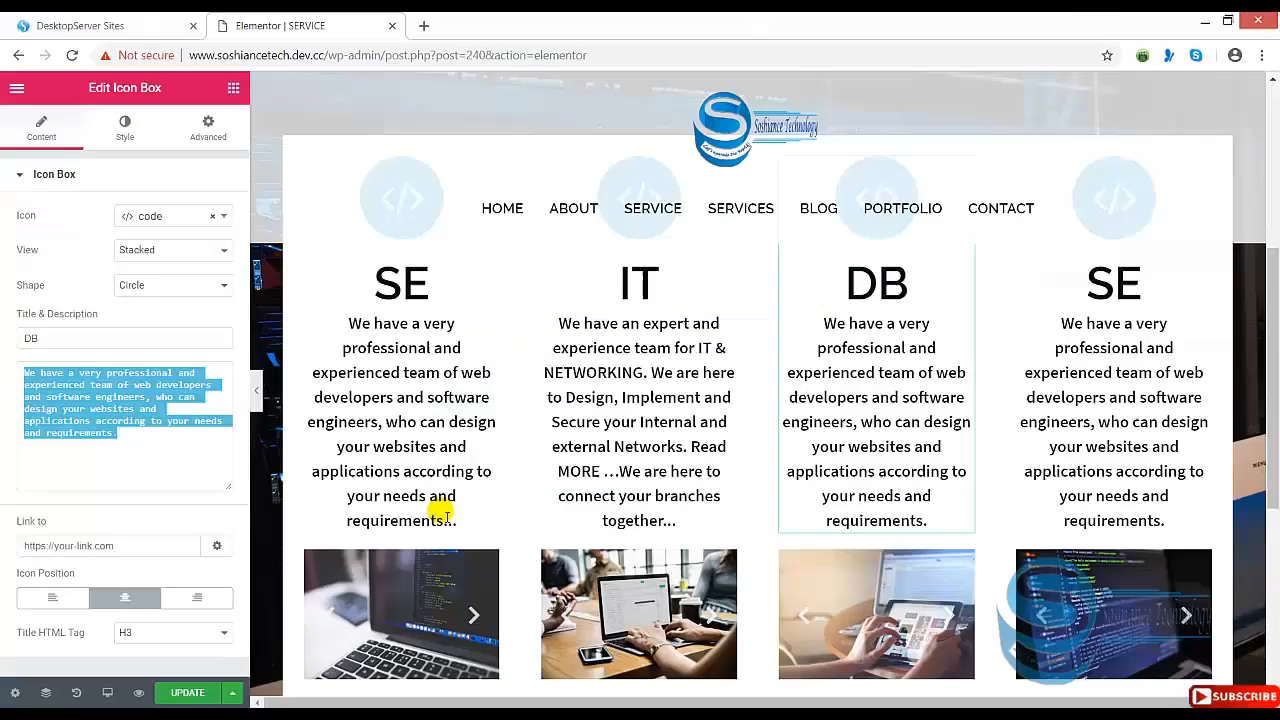 DesktopServer Sites
Elementor | SERVICE
Not secure
www.soshiancetech.dev.cc/wp-admin/post.php?post=240&action=elementor
Edit Icon Box
Content
Style
Advanced
Icon Box
Icon
</> code
View
Stacked
Shape
Circle
Title & Description
DB
We have a very professional and
experienced team of web developers
and software engineers, who can
design your websites and
applications according to your needs
and requirements.
Link to
https://your-link.com
Icon Position
Title HTML Tag
H3
UPDATE
Soshiance Technology
HOME
ABOUT
SERVICE
SERVICES
BLOG
PORTFOLIO
CONTACT
SE
We have a very
professional and
experienced team of web
developers and software
engineers, who can design
your websites and
applications according to
your needs and
requirements...
IT
We have an expert and
experience team for IT &
NETWORKING. We are here
to Design, Implement and
Secure your Internal and
external Networks. Read
MORE ...We are here to
connect your branches
together...
DB
We have a very
professional and
experienced team of web
developers and software
engineers, who can design
your websites and
applications according to
your needs and
requirements.
SE
We have a very
professional and
experienced team of web
developers and software
engineers, who can design
your websites and
applications according to
your needs and
requirements.
SUBSCRIBE